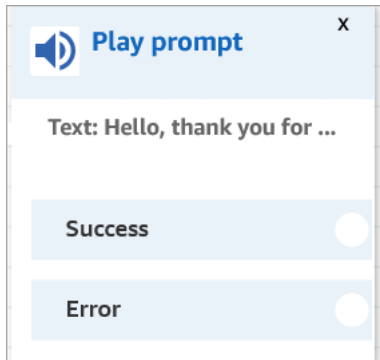 Play prompt
X
Text: Hello, thank you for ...
Success
Error